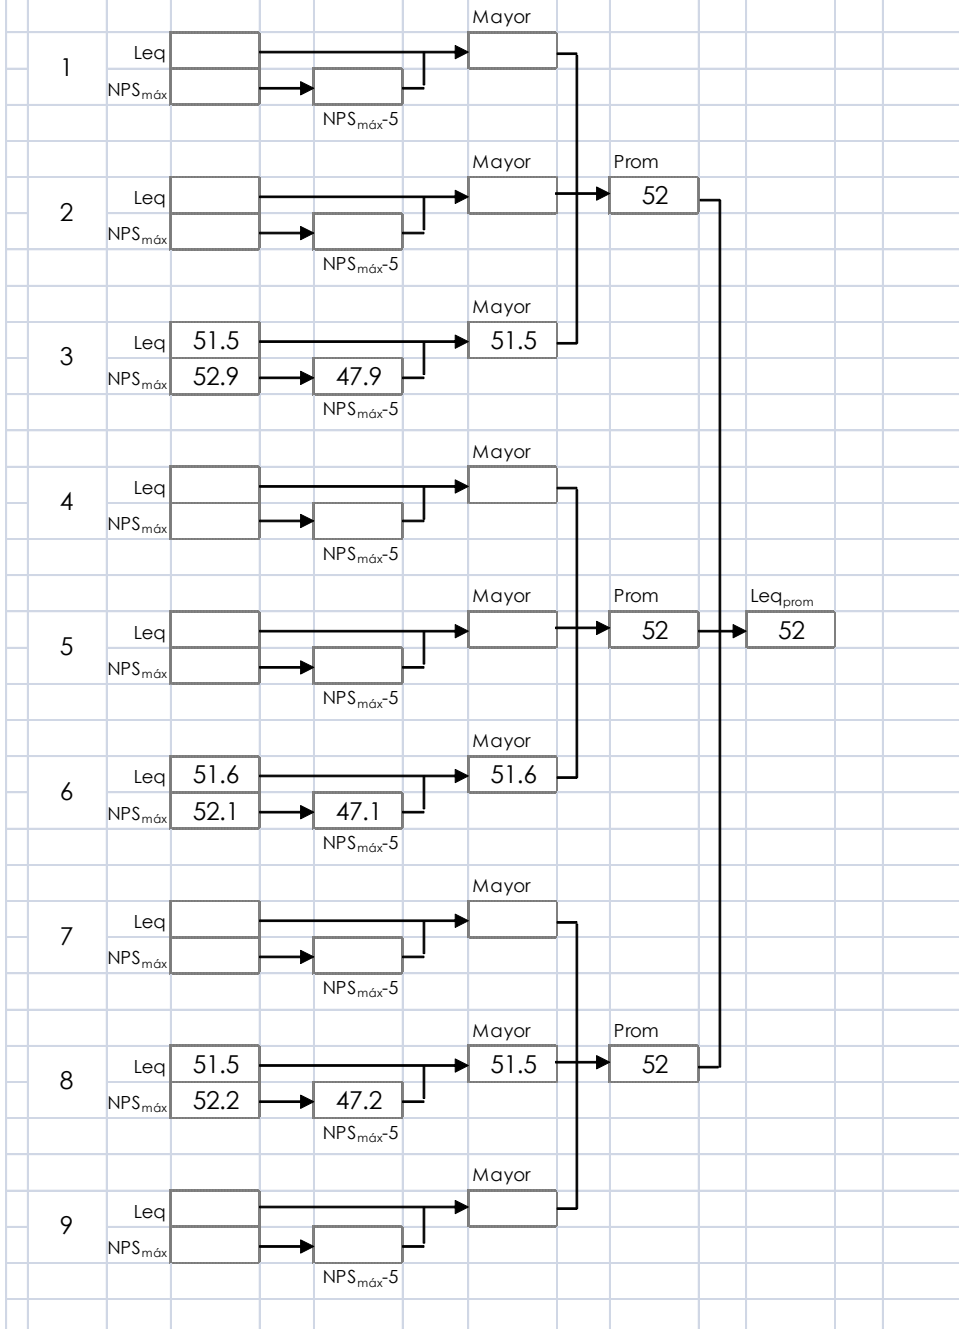 Mayor
1 Leq
NPSmáx
NPSmáx-5
Mayor Prom
2 Leq 52
NPSmáx
NPSmáx-5
Mayor
3 Leq 51.5 51.5
NPSmáx 52.9 47.9
NPSmáx-5
Mayor
4 Leq
NPSmáx
NPSmáx-5
Mayor Prom Leqprom
5 Leq 52 52
NPSmáx
NPSmáx-5
Mayor
6 Leq 51.6 51.6
NPSmáx 52.1 47.1
NPSmáx-5
Mayor
7 Leq
NPSmáx
NPSmáx-5
Mayor Prom
8 Leq 51.5 51.5 52
NPSmáx 52.2 47.2
NPSmáx-5
Mayor
9 Leq
NPSmáx
NPSmáx-5